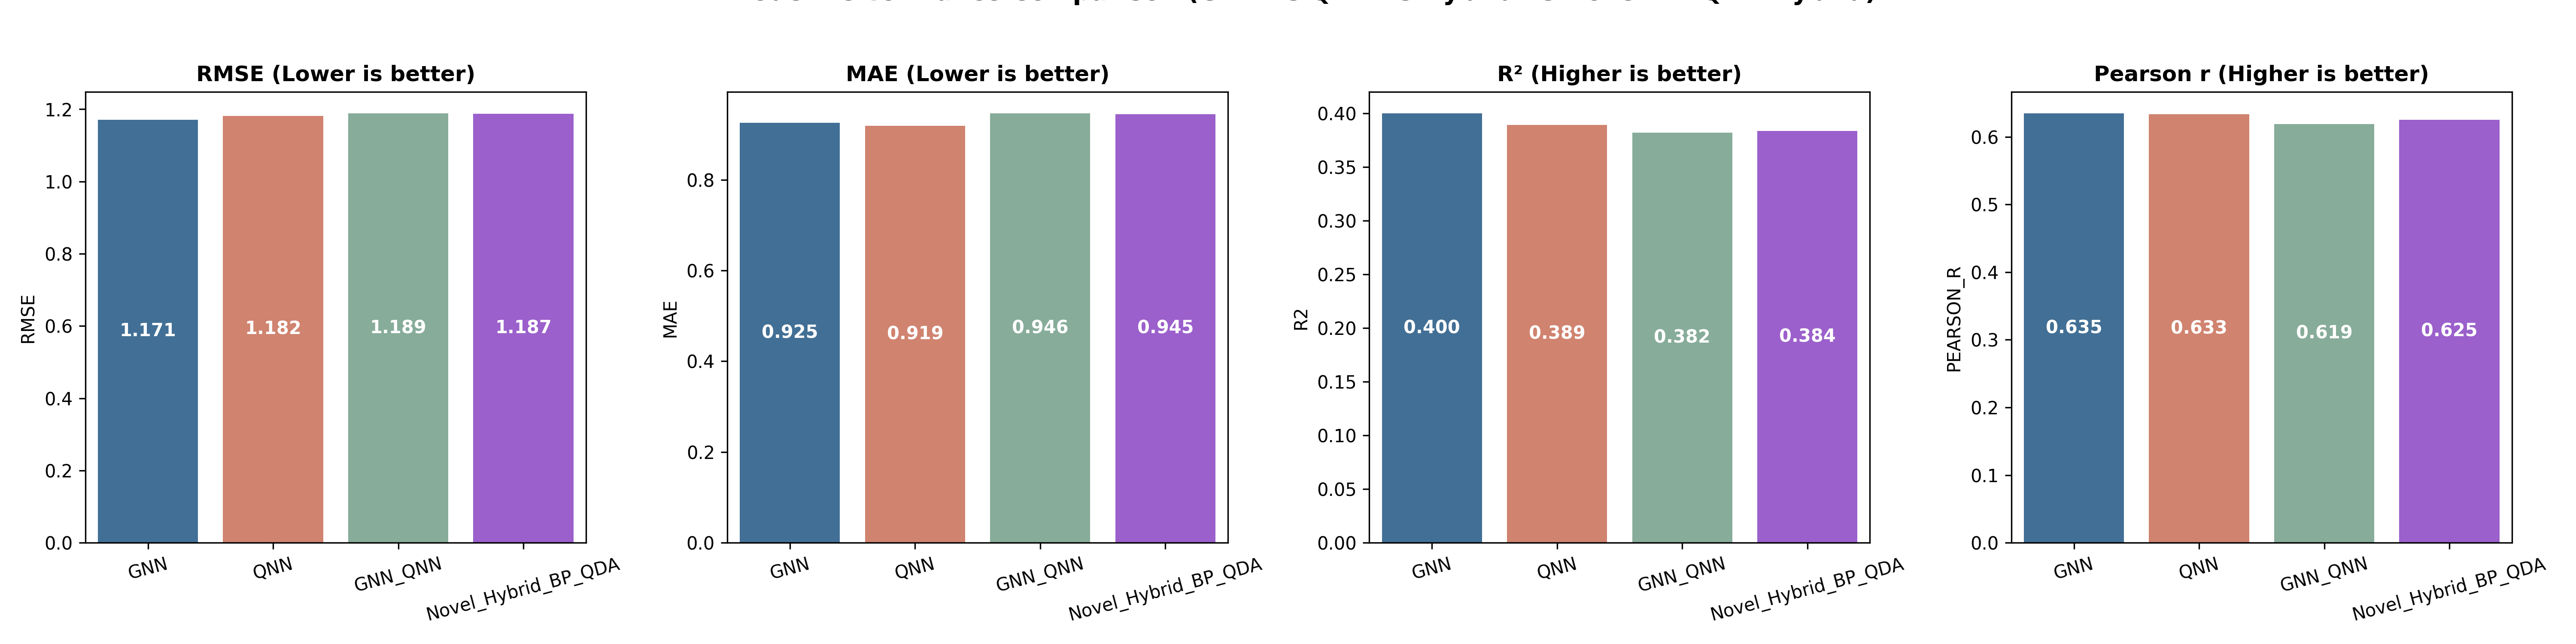 RMSE (Lower is better)
MAE (Lower is better)
R² (Higher is better)
Pearson r (Higher is better)
RMSE
1.2
1.0
0.8
0.6
0.4
0.2
0.0
1.171
1.182
1.189
1.187
GNN
QNN
GNN_QNN
Novel_Hybrid_BP_QDA
MAE
0.8
0.6
0.4
0.2
0.0
0.925
0.919
0.946
0.945
GNN
QNN
GNN_QNN
Novel_Hybrid_BP_QDA
R2
0.40
0.35
0.30
0.25
0.20
0.15
0.10
0.05
0.00
0.400
0.389
0.382
0.384
GNN
QNN
GNN_QNN
Novel_Hybrid_BP_QDA
PEARSON_R
0.6
0.5
0.4
0.3
0.2
0.1
0.0
0.635
0.633
0.619
0.625
GNN
QNN
GNN_QNN
Novel_Hybrid_BP_QDA